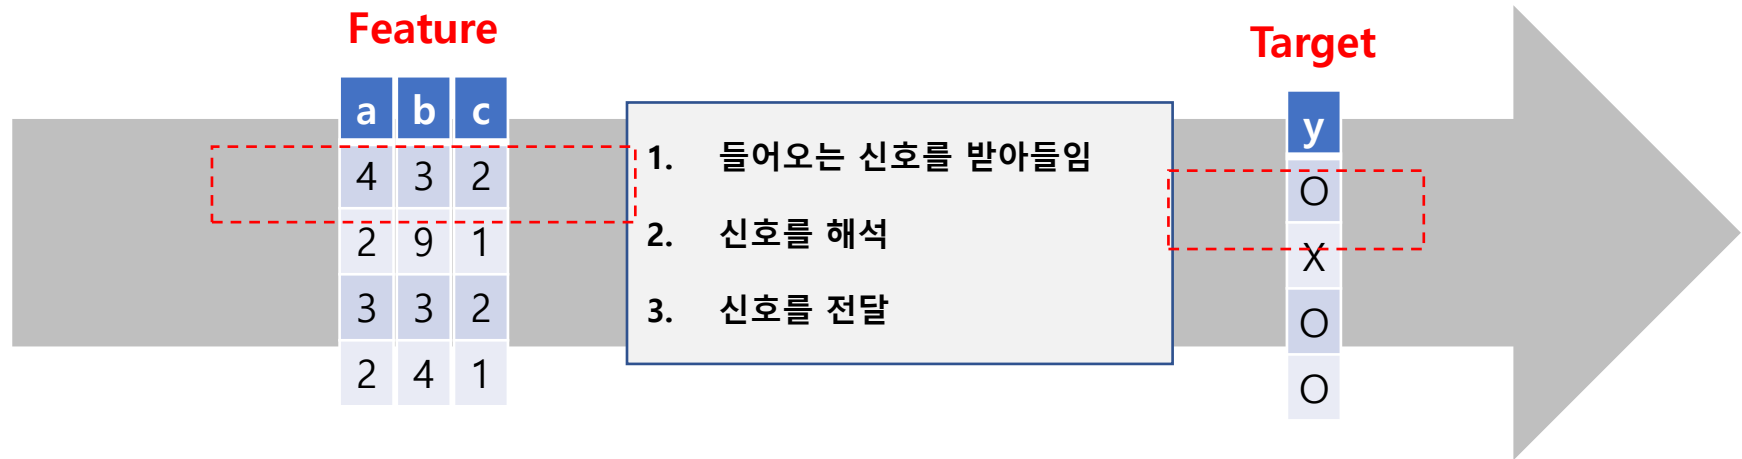 Feature
Target
a b c
4 3 2
2 9 1
3 3 2
2 4 1
1. 들어오는 신호를 받아들임
2. 신호를 해석
3. 신호를 전달
y
O
X
O
O